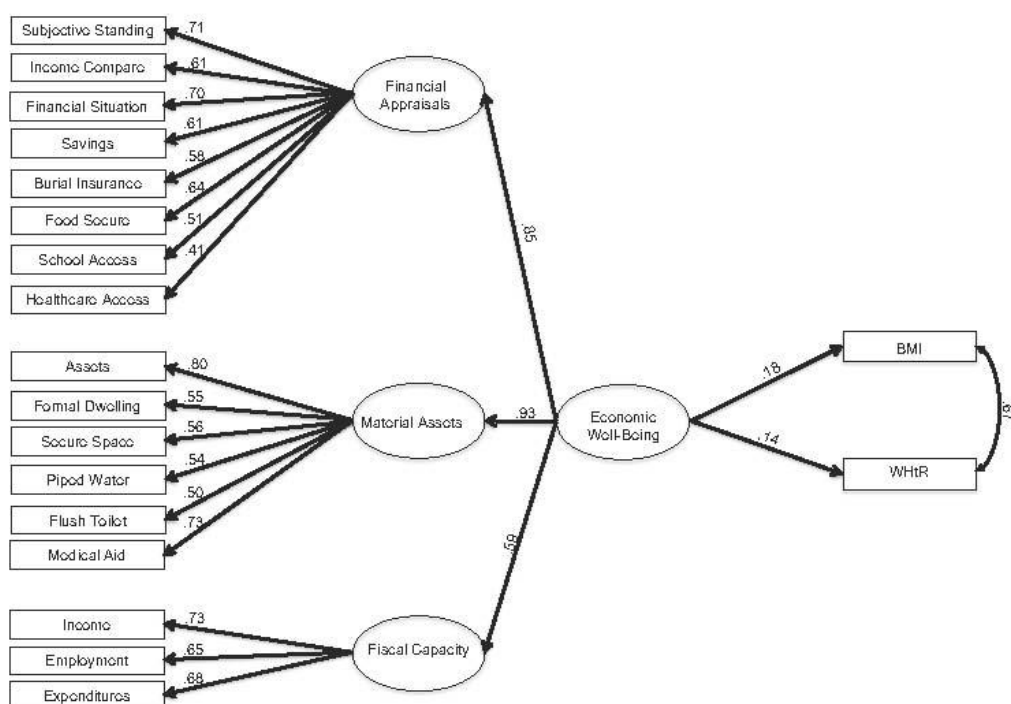 Subjective Standing
.71
Income Compare
.61
Financial Situation
.70
Savings
.61
Burial Insurance
.58
Food Secure
.64
School Access
.51
Healthcare Access
.41
Financial
Appraisals
.85
Assets
.80
Formal Dwelling
.55
Secure Space
.56
Piped Water
.54
Flush Toilet
.50
Medical Aid
.73
Material Assets
.93
Economic
Well-Being
.18
BMI
.14
WHtR
Income
.73
Employment
.65
Expenditures
.68
Fiscal Capacity
.59